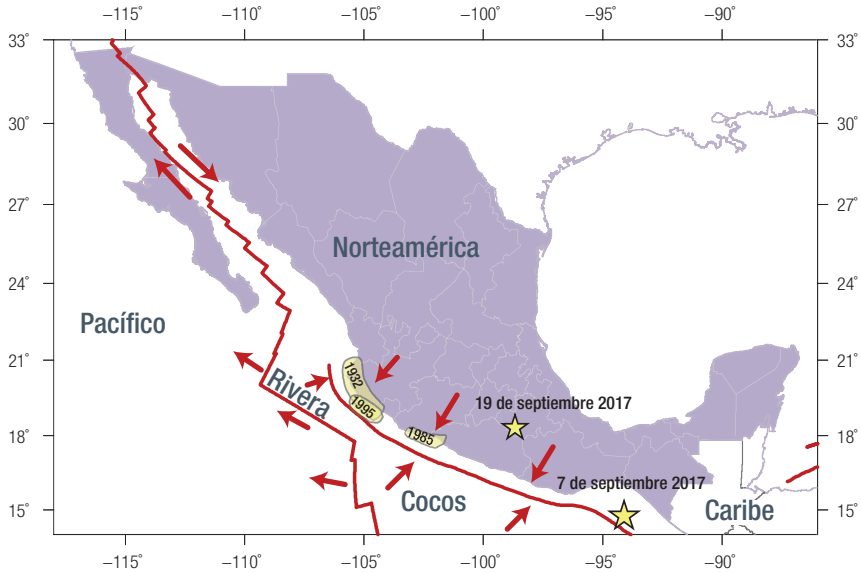 −115˚ −110˚ −105˚ −100˚ −95˚ −90˚
33˚ 33˚
30˚ 30˚
27˚ 27˚
Norteamérica
24˚ 24˚
Pacífico
21˚ 21˚
1932
Rivera
1995
19 de septiembre 2017
1985
18˚ 18˚
7 de septiembre 2017
Cocos
Caribe
15˚ 15˚
−115˚ −110˚ −105˚ −100˚ −95˚ −90˚